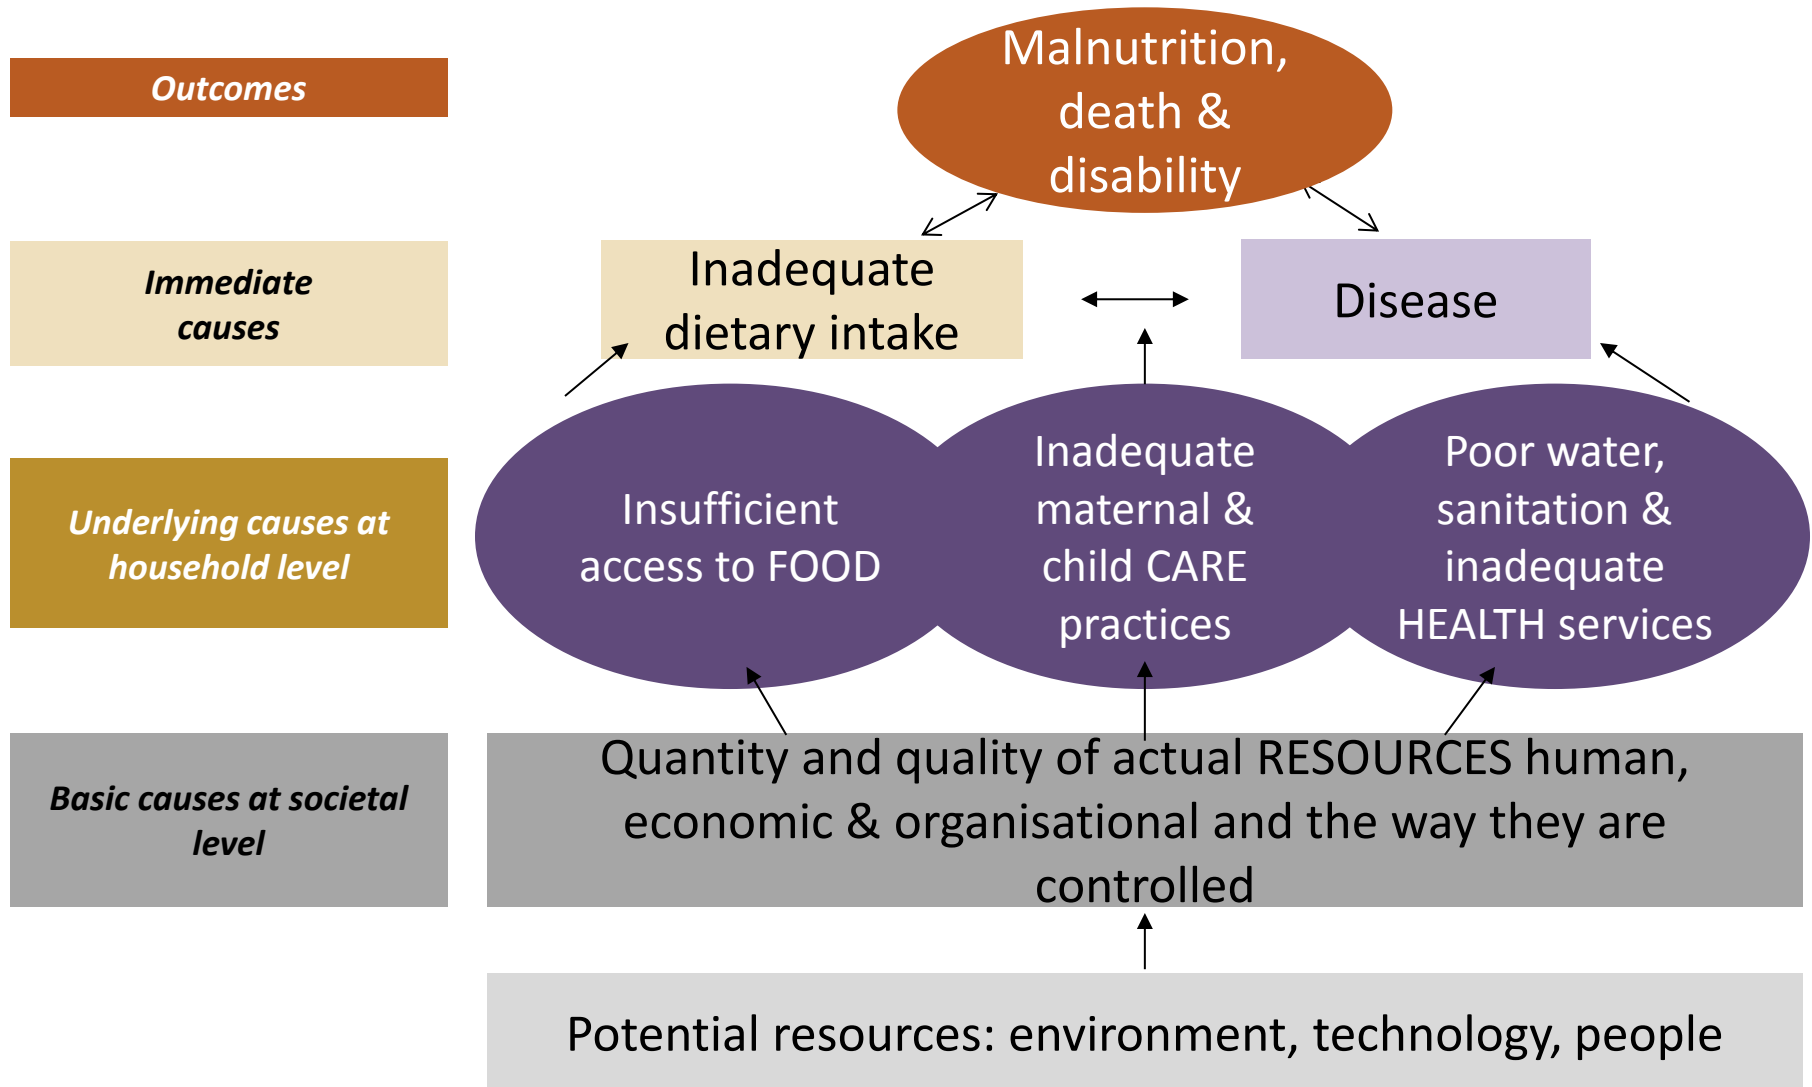 Outcomes
Malnutrition,
death &
disability
Immediate
causes
Inadequate
dietary intake
Disease
Underlying causes at
household level
Insufficient
access to FOOD
Inadequate
maternal &
child CARE
practices
Poor water,
sanitation &
inadequate
HEALTH services
Basic causes at societal
level
Quantity and quality of actual RESOURCES human,
economic & organisational and the way they are
controlled
Potential resources: environment, technology, people